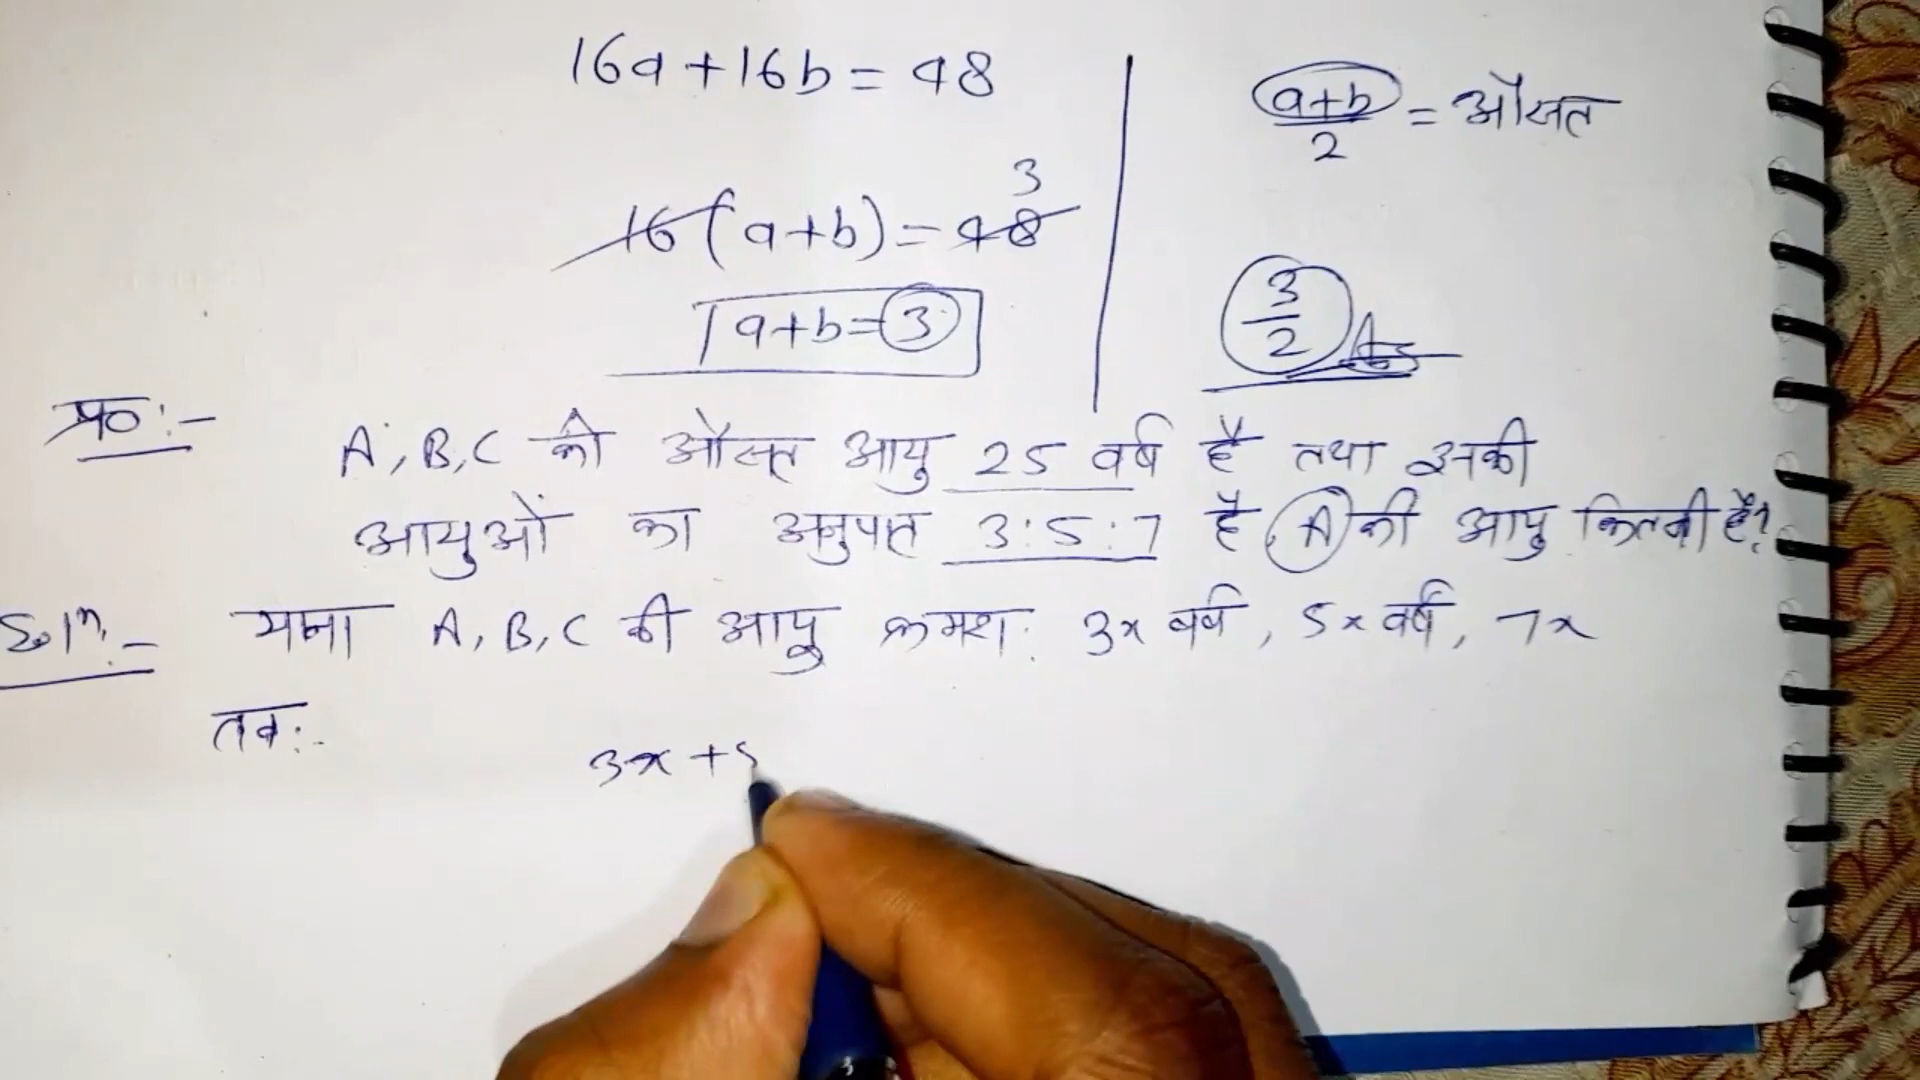 16a+16b=48
16(a+b)=48 3
a+b=3
a+b/2 = औसत
3/2 Ans
प्र०:- A, B, C की औसत आयु 25 वर्ष है तथा उनकी
आयुओं का अनुपात 3:5:7 है A की आयु कितनी है?
Sol^n:- माना A, B, C की आयु क्रमश: 3x वर्ष, 5x वर्ष, 7x
तब:-
3x+5